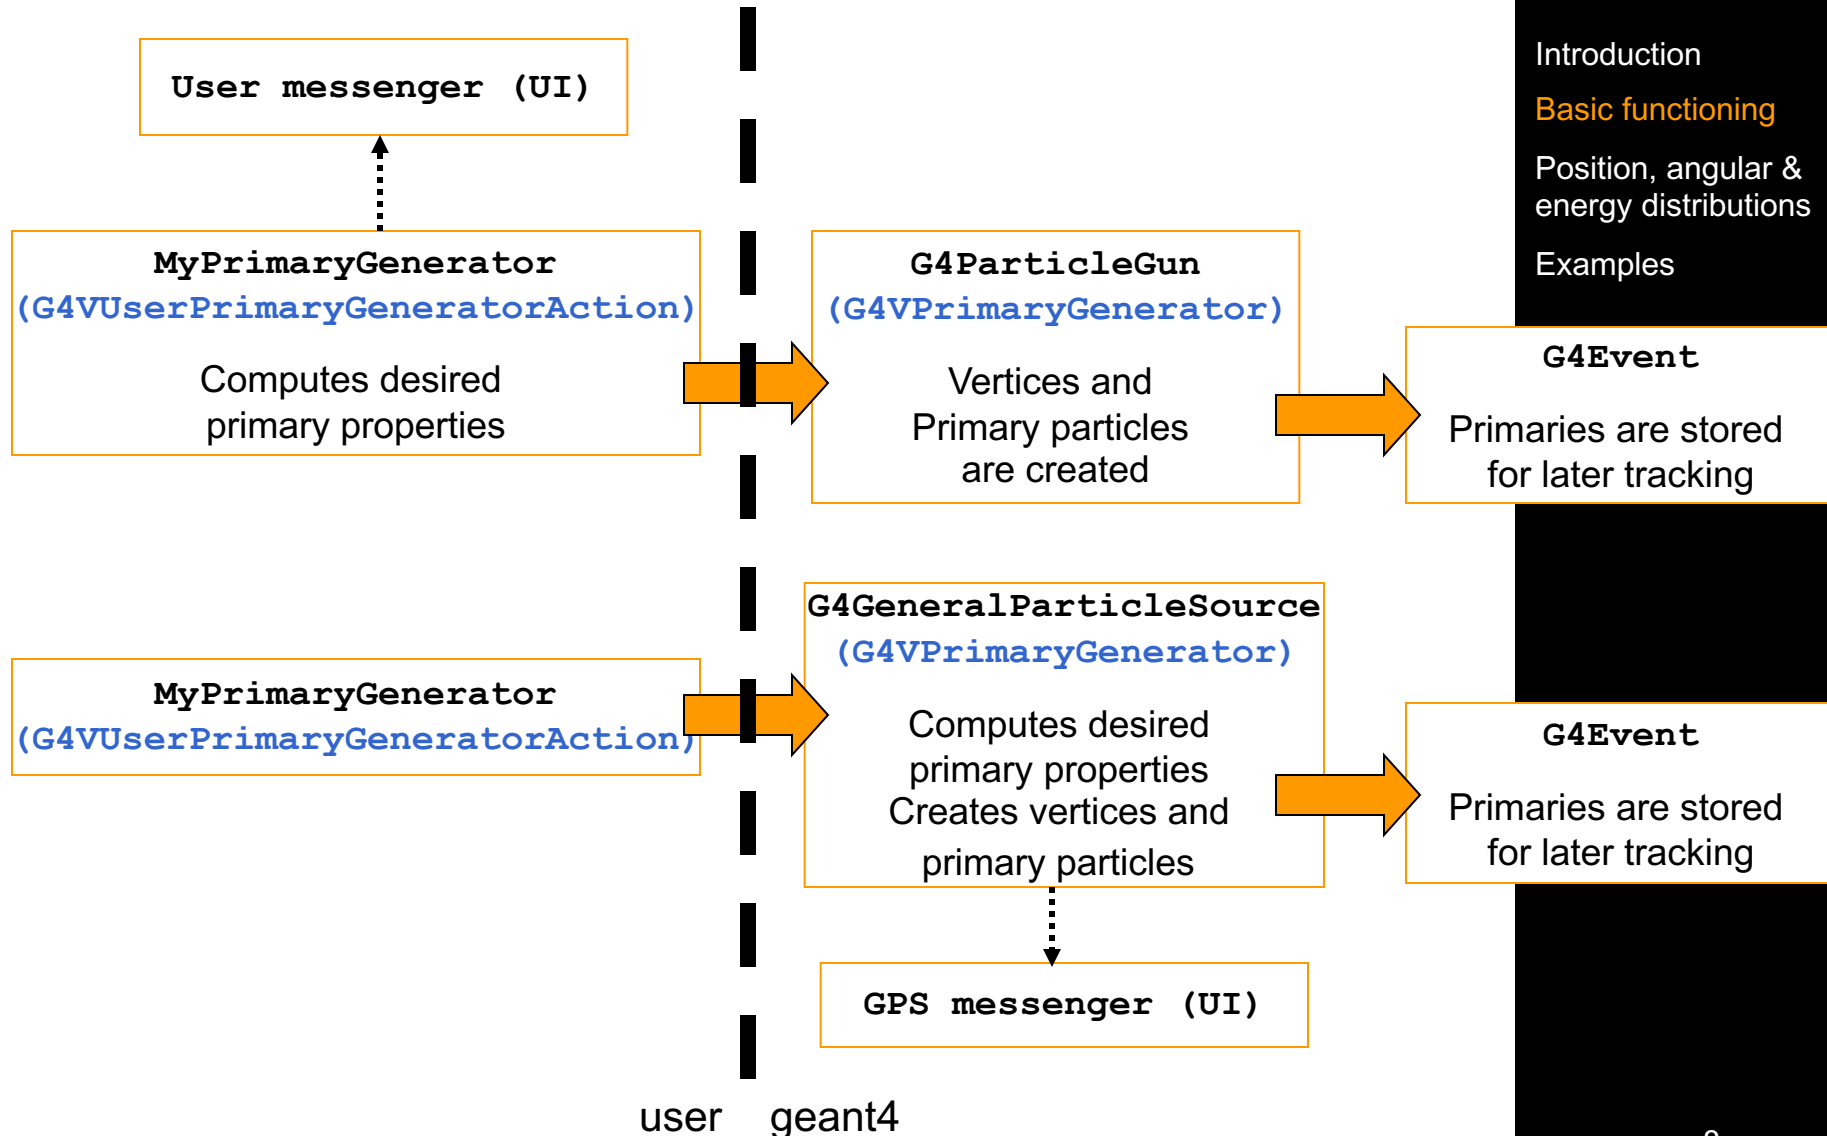 User messenger (UI)
MyPrimaryGenerator
(G4VUserPrimaryGeneratorAction)
Computes desired
primary properties
G4ParticleGun
(G4VPrimaryGenerator)
Vertices and
Primary particles
are created
G4Event
Primaries are stored
for later tracking
Introduction
Basic functioning
Position, angular &
energy distributions
Examples
MyPrimaryGenerator
(G4VUserPrimaryGeneratorAction)
G4GeneralParticleSource
(G4VPrimaryGenerator)
Computes desired
primary properties
Creates vertices and
primary particles
G4Event
Primaries are stored
for later tracking
GPS messenger (UI)
user geant4